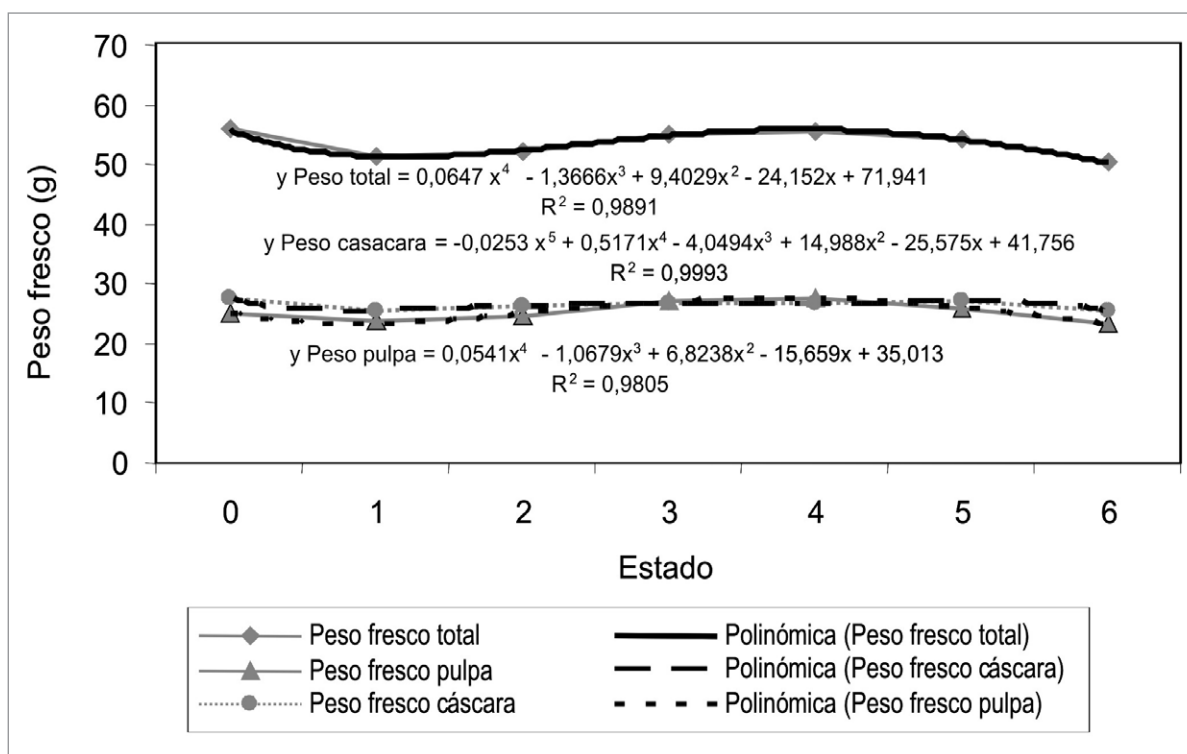 Peso fresco (g)
70
60
50
40
30
20
10
0
y Peso total = 0,0647 x⁴ - 1,3666x³ + 9,4029x² - 24,152x + 71,941
R² = 0,9891
y Peso casacara = -0,0253 x⁵ + 0,5171x⁴ - 4,0494x³ + 14,988x² - 25,575x + 41,756
R² = 0,9993
y Peso pulpa = 0,0541x⁴ - 1,0679x³ + 6,8238x² - 15,659x + 35,013
R² = 0,9805
0 1 2 3 4 5 6
Estado
Peso fresco total
Peso fresco pulpa
Peso fresco cáscara
Polinómica (Peso fresco total)
Polinómica (Peso fresco cáscara)
Polinómica (Peso fresco pulpa)